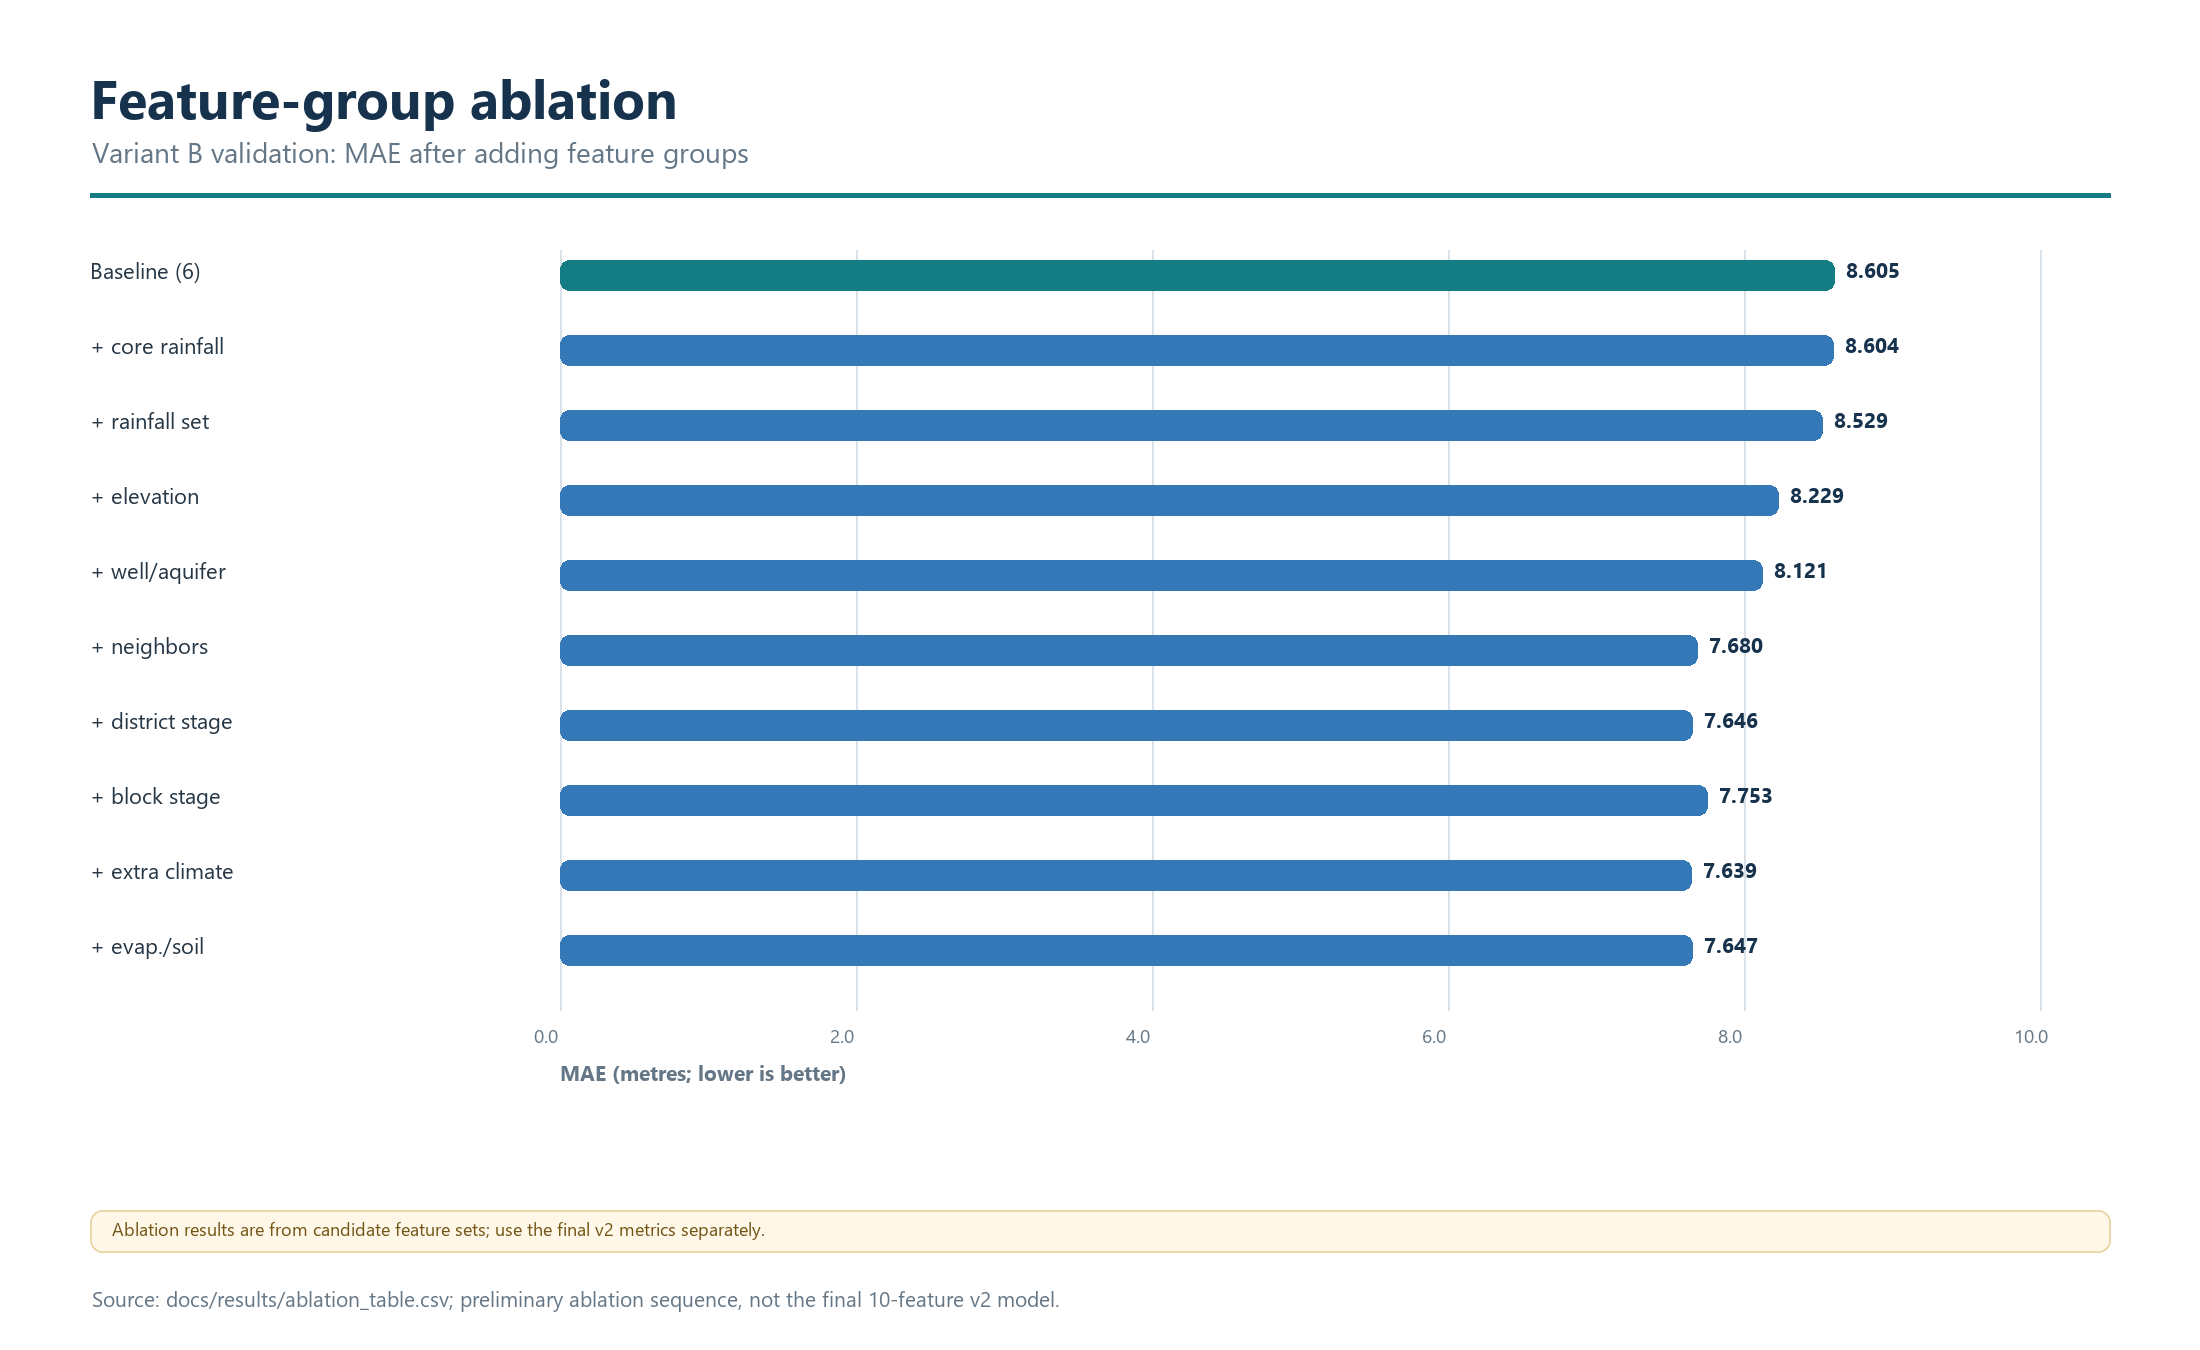 Feature-group ablation
Variant B validation: MAE after adding feature groups
Baseline (6) 8.605
+ core rainfall 8.604
+ rainfall set 8.529
+ elevation 8.229
+ well/aquifer 8.121
+ neighbors 7.680
+ district stage 7.646
+ block stage 7.753
+ extra climate 7.639
+ evap./soil 7.647
0.0 2.0 4.0 6.0 8.0 10.0
MAE (metres; lower is better)
Ablation results are from candidate feature sets; use the final v2 metrics separately.
Source: docs/results/ablation_table.csv; preliminary ablation sequence, not the final 10-feature v2 model.